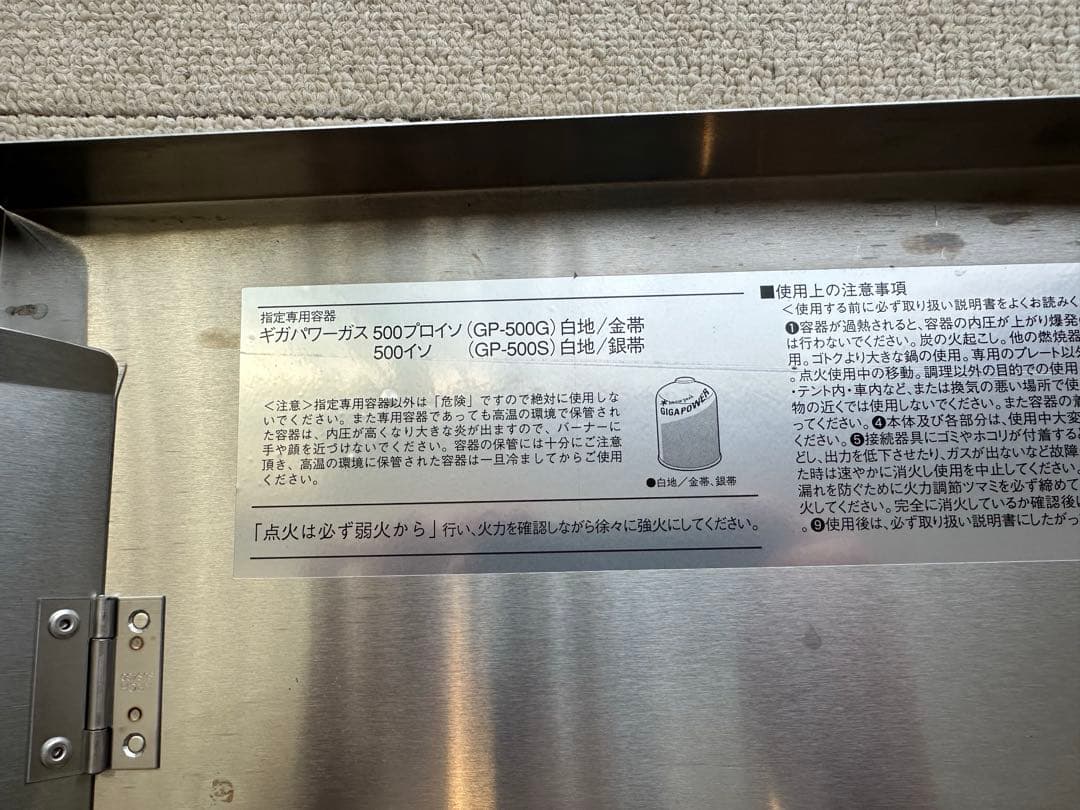 指定専用容器
ギガパワーガス 500プロイソ (GP-500G) 白地/金帯
500イソ (GP-500S) 白地/銀帯
<注意>指定専用容器以外は「危険」ですので絶対に使用しな
いでください。また専用容器であっても高温の環境で保管され
た容器は、内圧が高くなり大きな炎が出ますので、バーナーに
手や顔を近づけないでください。容器の保管には十分にご注意
頂き、高温の環境に保管された容器は一旦冷ましてからご使用
ください。
snow peak
GIGAPOWER
●白地/金帯、銀帯
「点火は必ず弱火から」行い、火力を確認しながら徐々に強火にしてください。
■使用上の注意事項
<使用する前に必ず取り扱い説明書をよくお読みく
❶容器が過熱されると、容器の内圧が上がり爆発
は行わないでください。炭の火起こし。他の燃焼器
用。ゴトクより大きな鍋の使用。専用のプレート以外
。点火使用中の移動。調理以外の目的での使用
・テント内・車内など、または換気の悪い場所で使
物の近くでは使用しないでください。また容器の着
ってください。❹本体及び各部分は、使用中大変
ください。❺接続器具にゴミやホコリが付着する
どし、出力を低下させたり、ガスが出ないなど故障
た時は速やかに消火し使用を中止してください。
漏れを防ぐために火力調節ツマミを必ず締めて
火してください。完全に消火しているか確認後
。❾使用後は、必ず取り扱い説明書にしたがっ